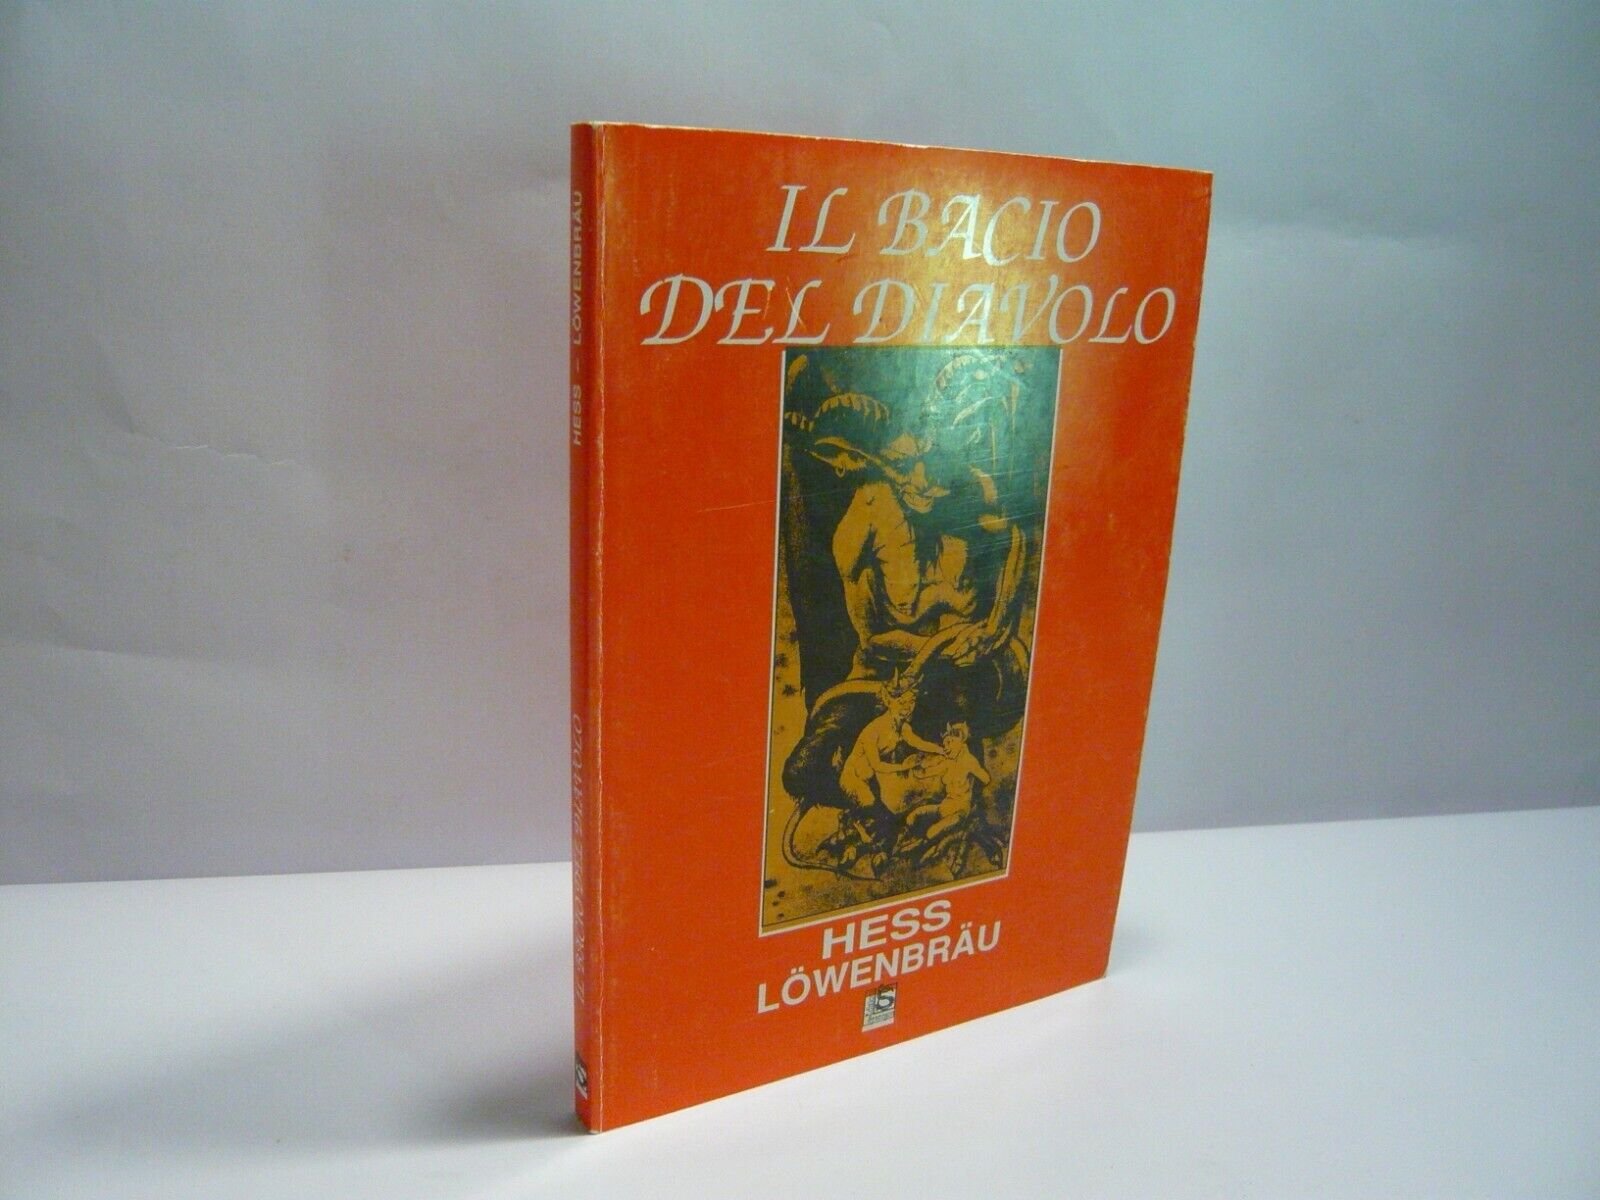 IL BACIO
DEL DIAVOLO
HESS
LÖWENBRÄU
HESS - LÖWENBRÄU
IL BACIO DEL DIAVOLO